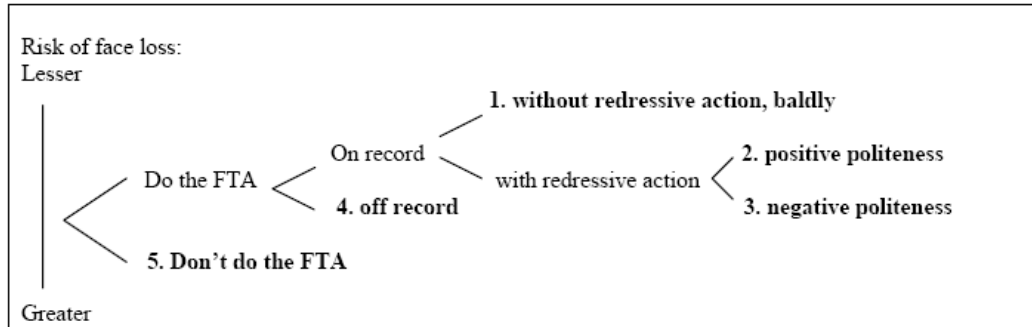 Risk of face loss:
Lesser
1. without redressive action, baldly
On record
2. positive politeness
Do the FTA
with redressive action
4. off record
3. negative politeness
5. Don’t do the FTA
Greater